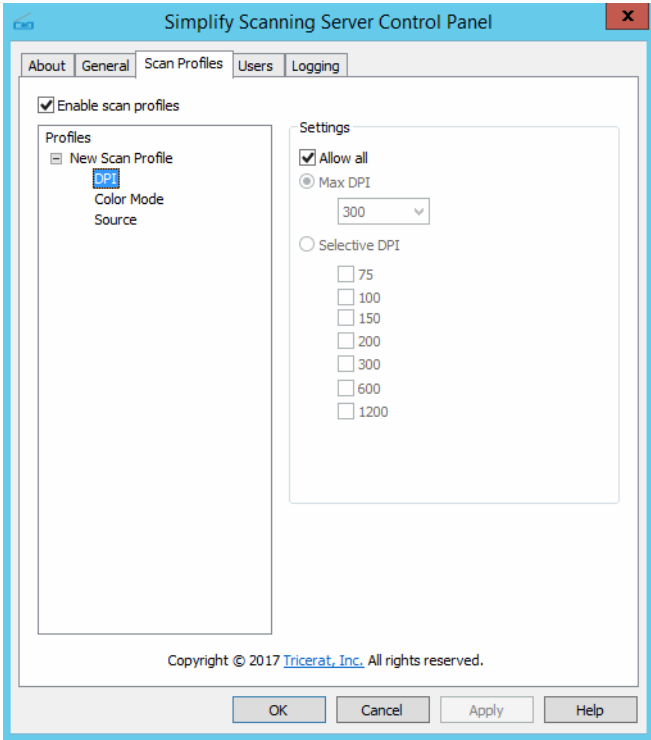 Simplify Scanning Server Control Panel
x
About General Scan Profiles Users Logging
Enable scan profiles
Profiles
New Scan Profile
DPI
Color Mode
Source
Settings
Allow all
Max DPI
300
Selective DPI
75
100
150
200
300
600
1200
Copyright © 2017 Tricerat, Inc. All rights reserved.
OK Cancel Apply Help